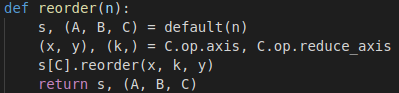 def reorder(n):
    s, (A, B, C) = default(n)
    (x, y), (k,) = C.op.axis, C.op.reduce_axis
    s[C].reorder(x, k, y)
    return s, (A, B, C)